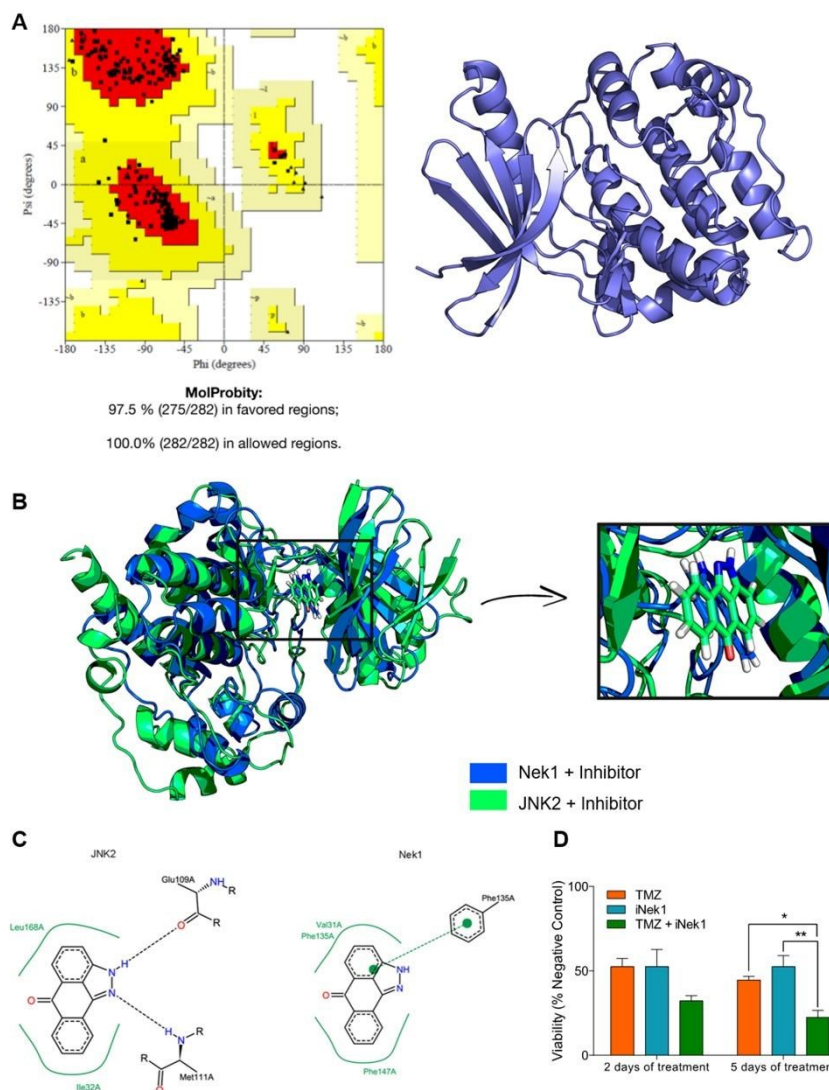 A
180
135
90
45
0
-45
-90
-135
Psi (degrees)
b
~b
a
~a
l
~l
p
~p
~b
b
-180 -135 -90 -45 0 45 90 135 180
Phi (degrees)
MolProbity:
97.5 % (275/282) in favored regions;
100.0% (282/282) in allowed regions.
B
Nek1 + Inhibitor
JNK2 + Inhibitor
C
JNK2
Glu109A
NH
R
O
R
Leu168A
H
N
N
O
H
N
R
R
Met111A
O
Ile32A
Nek1
Phe135A
Val31A
Phe135A
NH
N
O
Phe147A
D
TMZ
iNek1
TMZ + iNek1
Viability (% Negative Control)
100
50
0
*
**
2 days of treatment
5 days of treatment